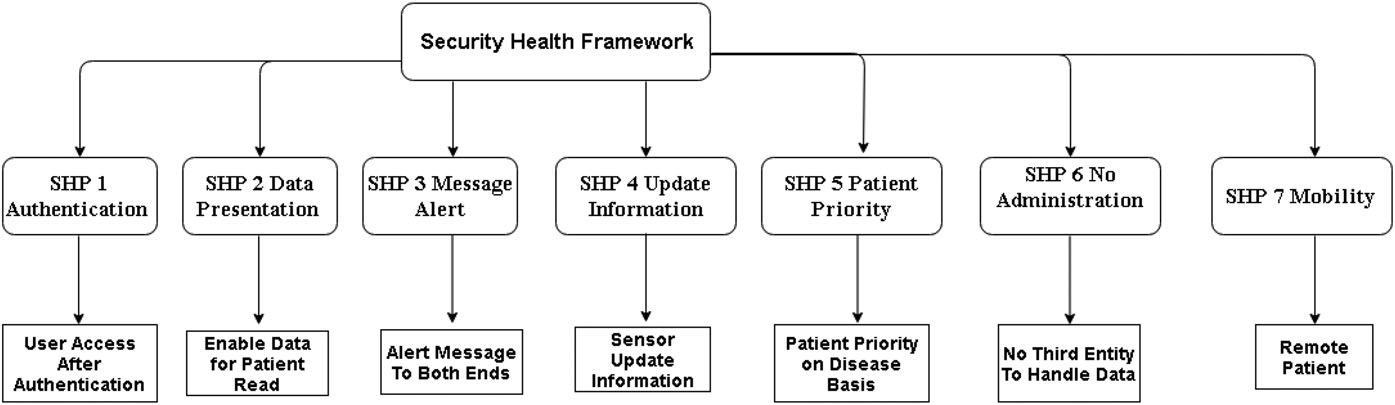 Security Health Framework
SHP 1
Authentication
SHP 2 Data
Presentation
SHP 3 Message
Alert
SHP 4 Update
Information
SHP 5 Patient
Priority
SHP 6 No
Administration
SHP 7 Mobility
User Access
After
Authentication
Enable Data
for Patient
Read
Alert Message
To Both Ends
Sensor
Update
Information
Patient Priority
on Disease
Basis
No Third Entity
To Handle Data
Remote
Patient